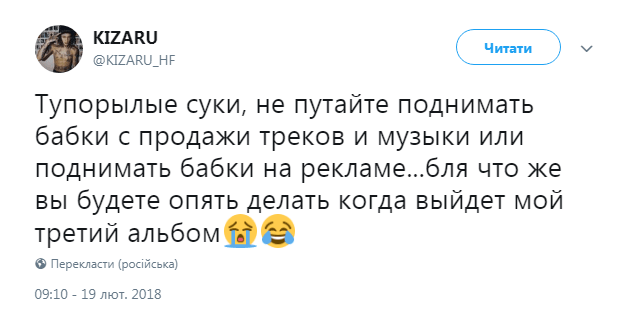 KIZARU
@KIZARU_HF
Читати
Тупорылые суки, не путайте поднимать
бабки с продажи треков и музыки или
поднимать бабки на рекламе...бля что же
вы будете опять делать когда выйдет мой
третий альбом😭😂
Перекласти (російська)
09:10 - 19 лют. 2018